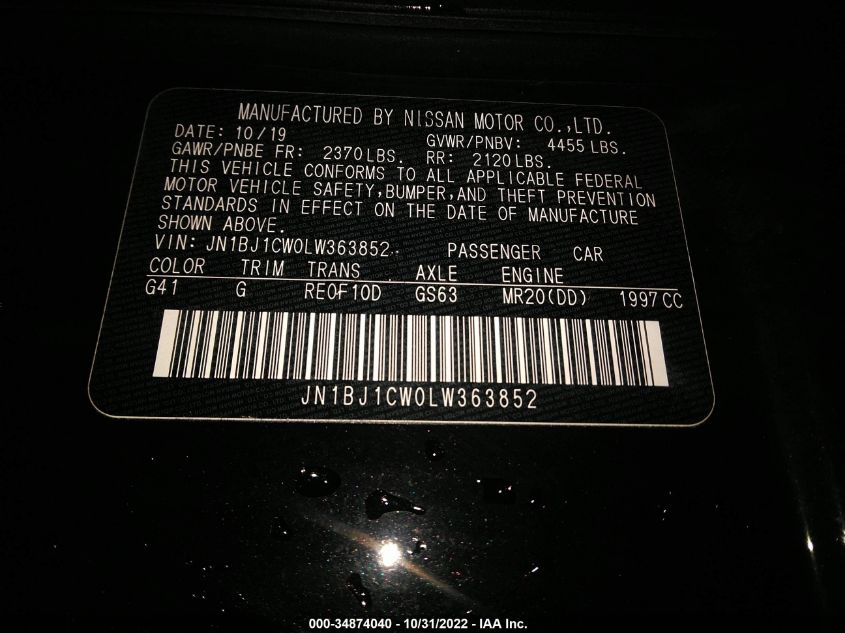 MANUFACTURED BY NISSAN MOTOR CO.,LTD.
DATE: 10/19 GVWR/PNBV: 4455 LBS.
GAWR/PNBE FR: 2370 LBS. RR: 2120 LBS.
THIS VEHICLE CONFORMS TO ALL APPLICABLE FEDERAL
MOTOR VEHICLE SAFETY,BUMPER,AND THEFT PREVENTION
STANDARDS IN EFFECT ON THE DATE OF MANUFACTURE
SHOWN ABOVE.
VIN: JN1BJ1CW0LW363852 PASSENGER CAR
COLOR TRIM TRANS AXLE ENGINE
G41 G RE0F10D GS63 MR20(DD) 1997 CC
JN1BJ1CW0LW363852
000-34874040 - 10/31/2022 - IAA Inc.